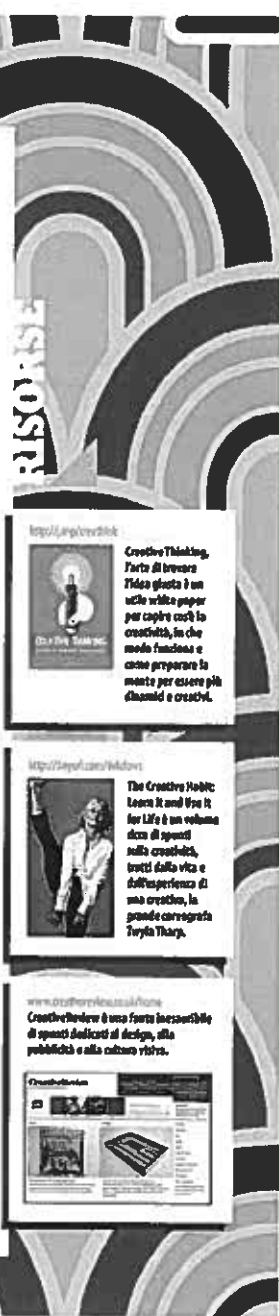 RISORSE
Creative Thinking,
l'arte di trovare
l'idea giusta è un
utile white paper
per capire cos'è la
creatività, in che
modo funziona e
come preparare la
mente per essere più
dinamici e creativi.
CREATIVE THINKING
The Creative Habit:
Learn it and Use it
for Life è un volume
ricco di spunti
sulla creatività,
tratti dalla vita e
dall'esperienza di
una creativa, la
grande coreografa
Twyla Tharp.
www.creativereview.co.uk/home
CreativeReview è una fonte inesauribile
di spunti dedicati al design, alla
pubblicità e alla cultura visiva.
CreativeReview